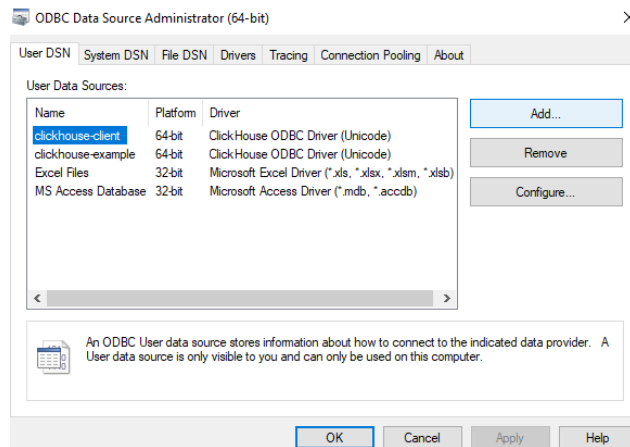 ODBC Data Source Administrator (64-bit)
User DSN System DSN File DSN Drivers Tracing Connection Pooling About
User Data Sources:
Name Platform Driver
clickhouse-client 64-bit ClickHouse ODBC Driver (Unicode)
clickhouse-example 64-bit ClickHouse ODBC Driver (Unicode)
Excel Files 32-bit Microsoft Excel Driver (*.xls, *.xlsx, *.xlsm, *.xlsb)
MS Access Database 32-bit Microsoft Access Driver (*.mdb, *.accdb)
Add...
Remove
Configure...
An ODBC User data source stores information about how to connect to the indicated data provider. A
User data source is only visible to you and can only be used on this computer.
OK Cancel Apply Help